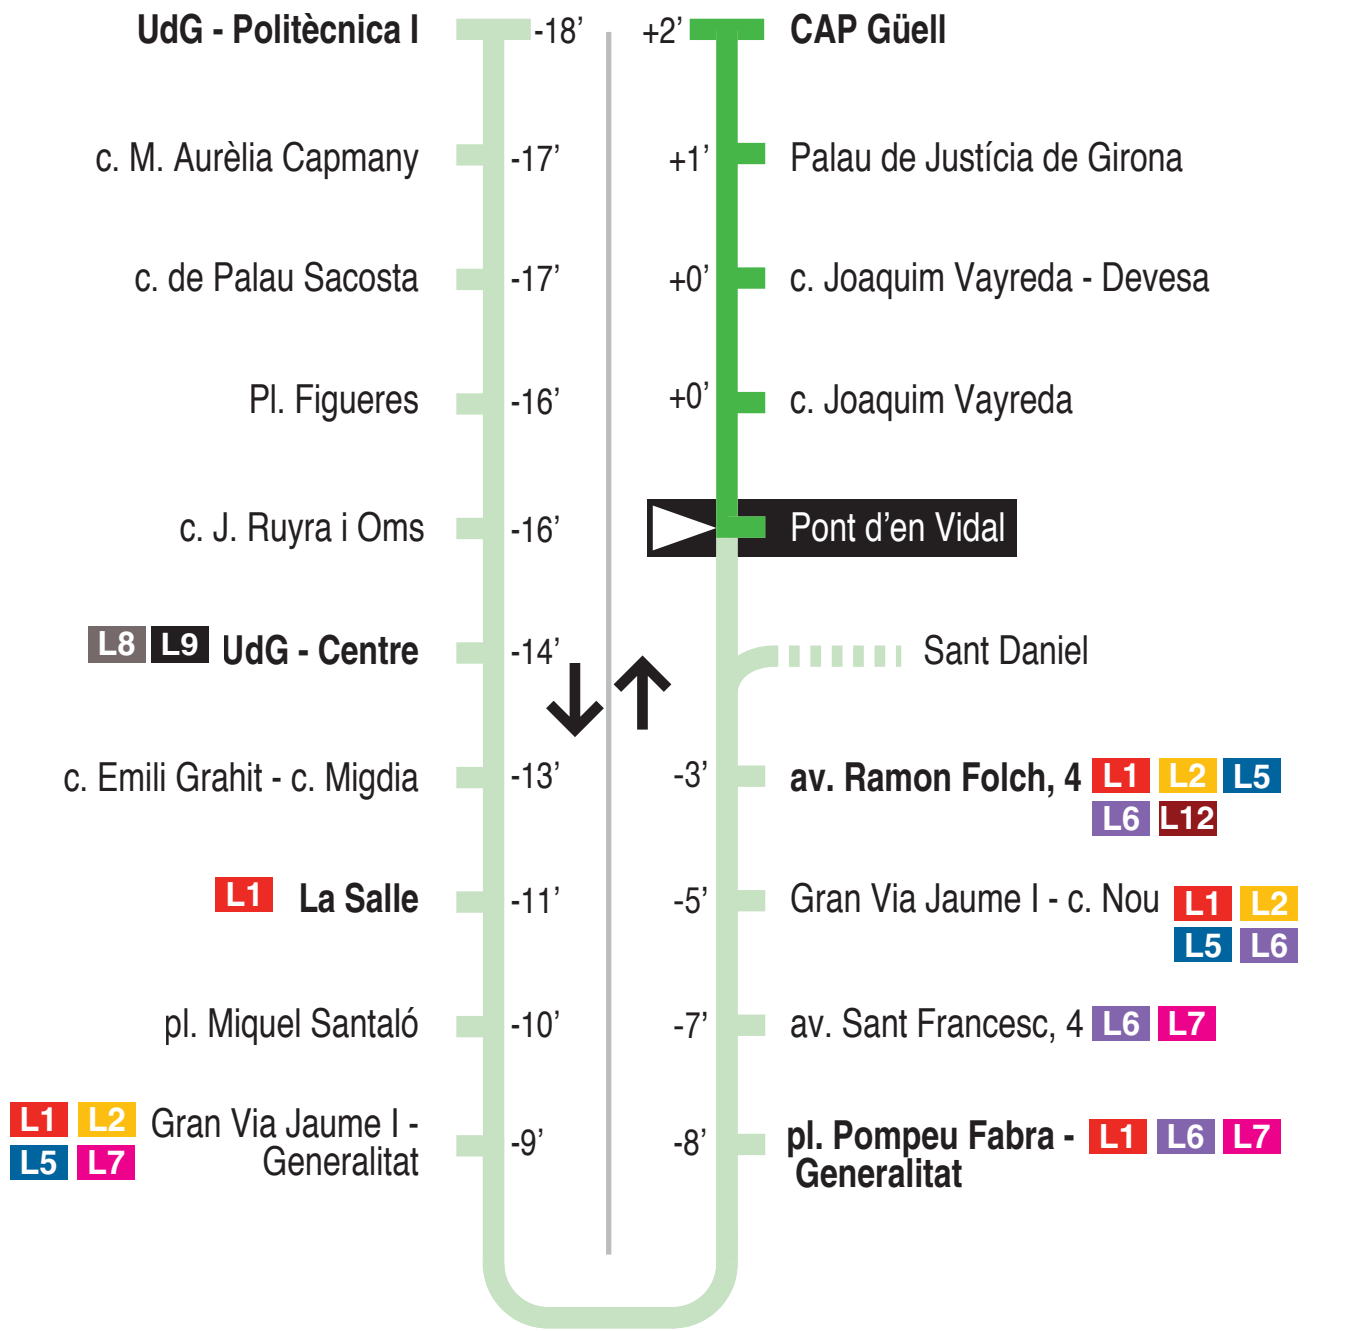 UdG - Politècnica I -18’
c. M. Aurèlia Capmany -17’
c. de Palau Sacosta -17’
Pl. Figueres -16’
c. J. Ruyra i Oms -16’
L8 L9 UdG - Centre -14’
c. Emili Grahit - c. Migdia -13’
L1 La Salle -11’
pl. Miquel Santaló -10’
L1 L2 Gran Via Jaume I -
L5 L7 Generalitat -9’
+2’ CAP Güell
+1’ Palau de Justícia de Girona
+0’ c. Joaquim Vayreda - Devesa
+0’ c. Joaquim Vayreda
Pont d’en Vidal
Sant Daniel
-3’ av. Ramon Folch, 4 L1 L2 L5
L6 L12
-5’ Gran Via Jaume I - c. Nou L1 L2
L5 L6
-7’ av. Sant Francesc, 4 L6 L7
-8’ pl. Pompeu Fabra - L1 L6 L7
Generalitat